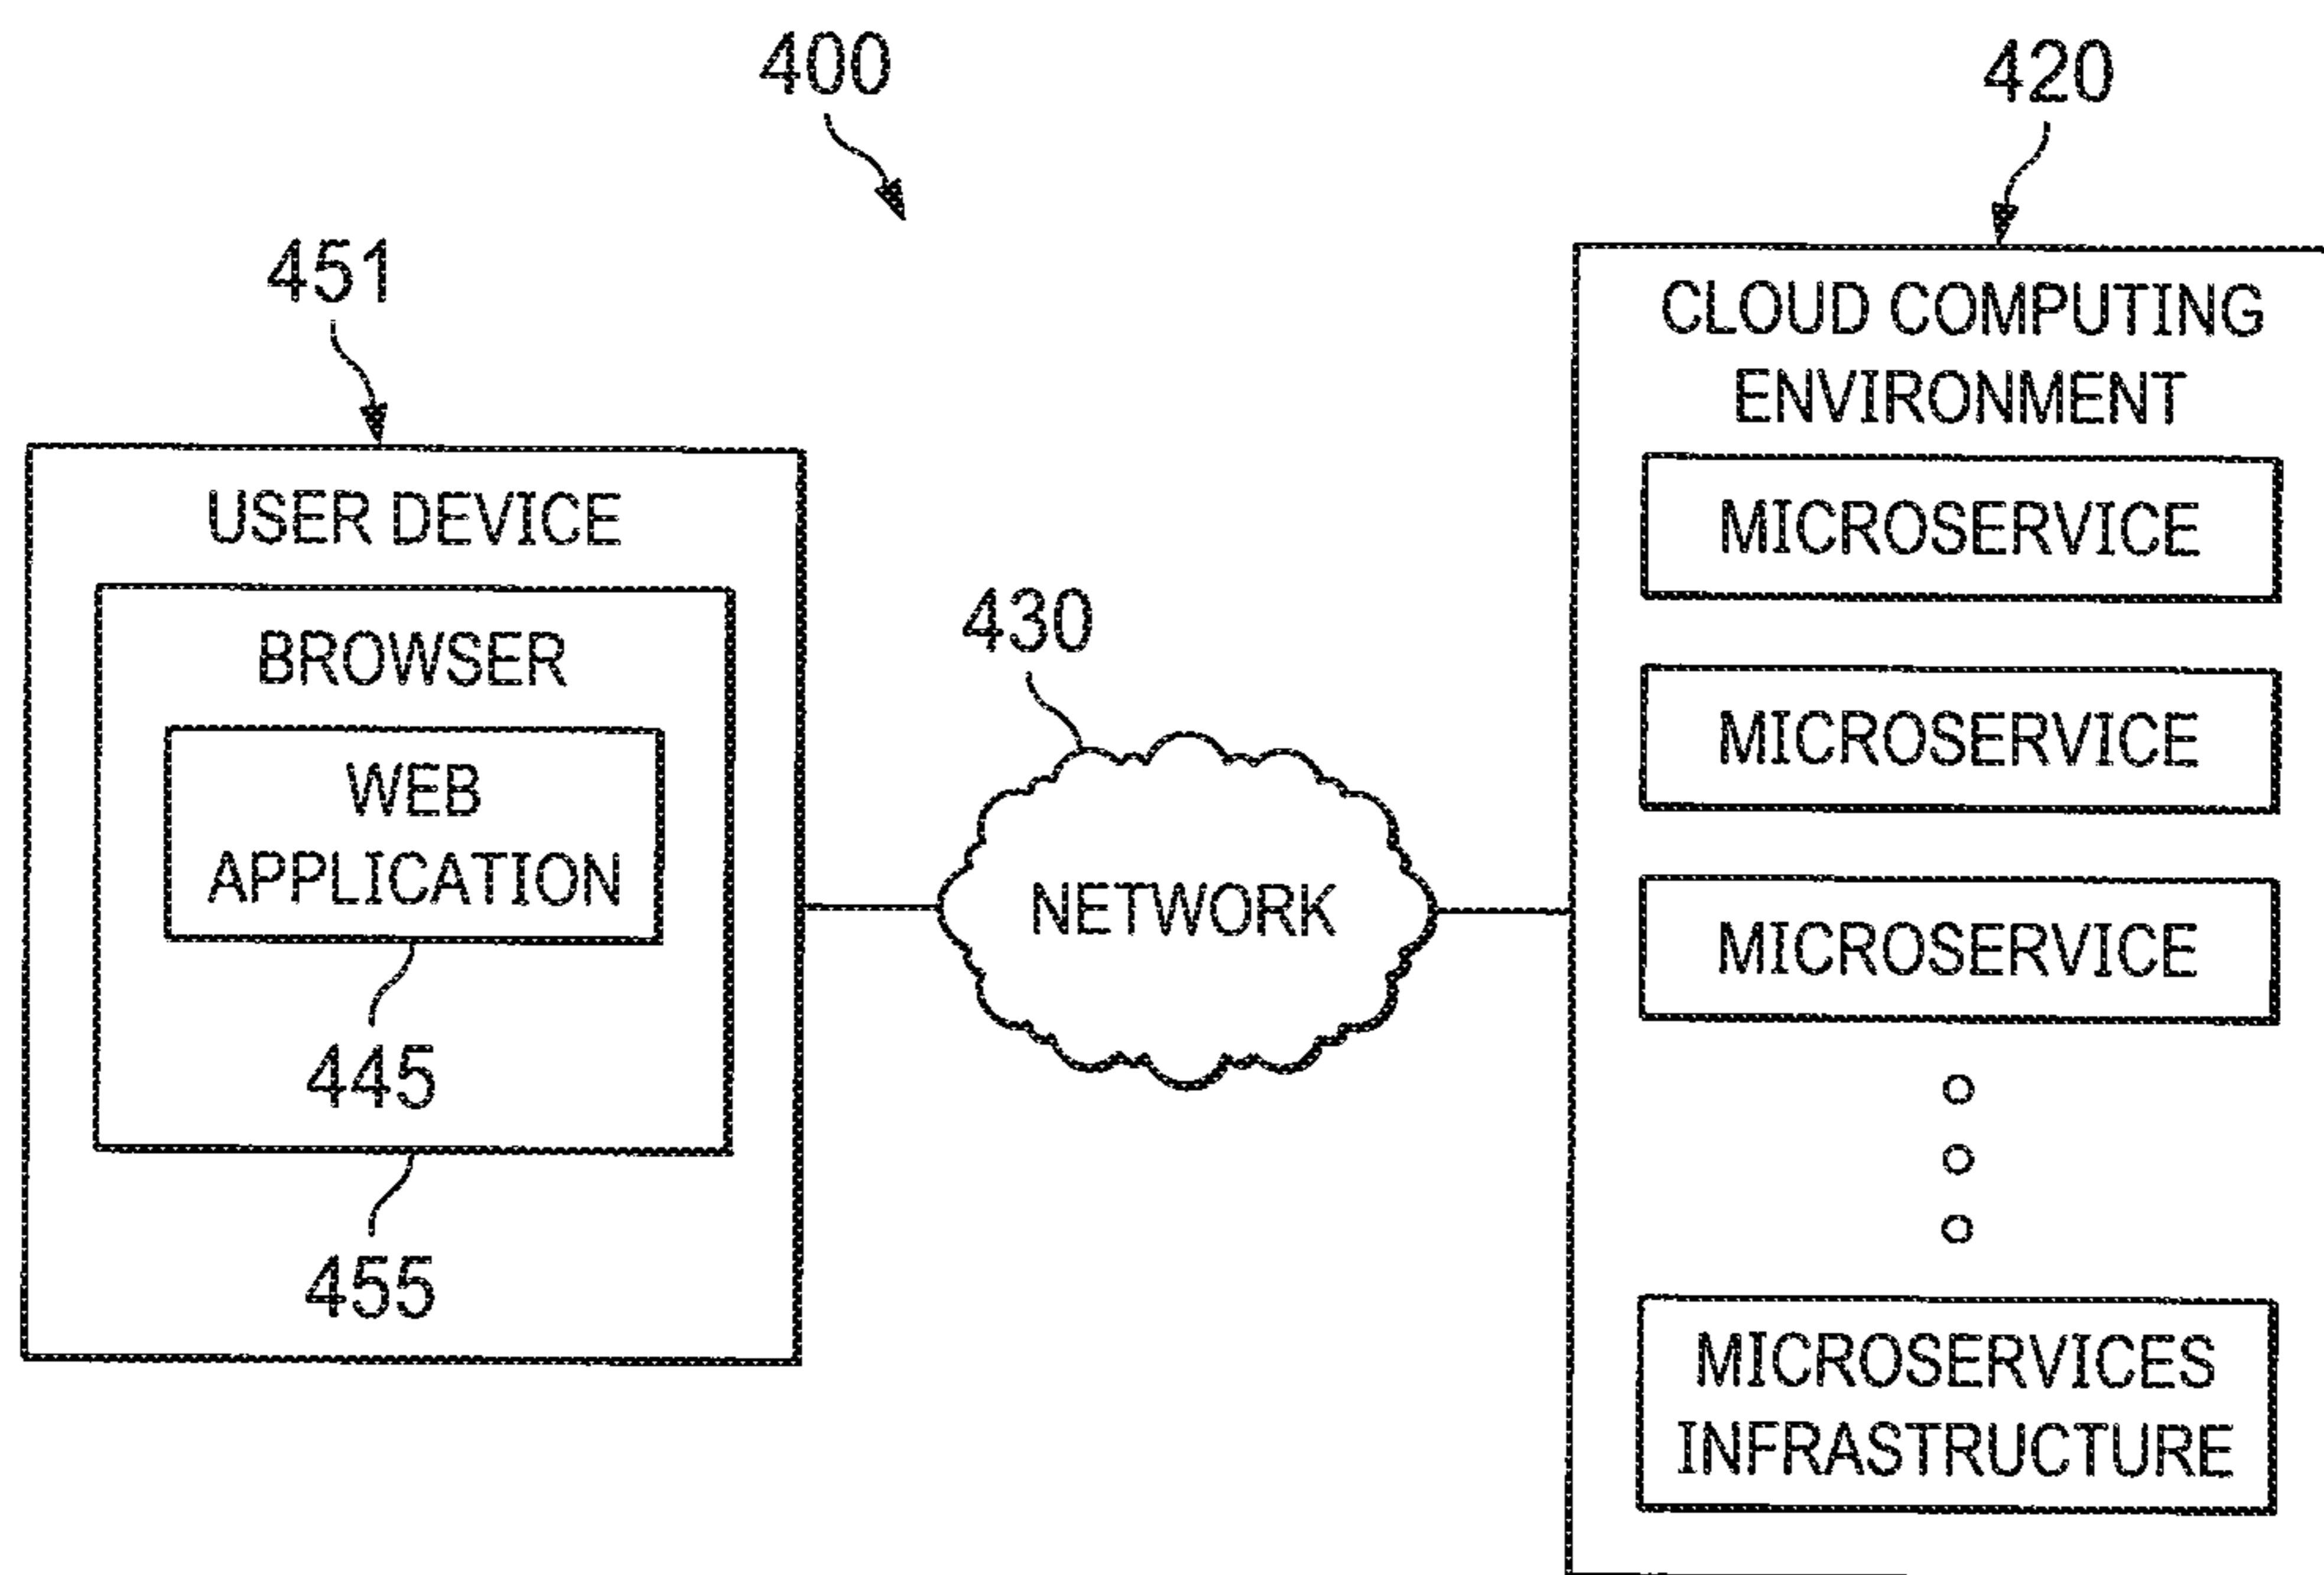 400
420
451
CLOUD COMPUTING
ENVIRONMENT
USER DEVICE
MICROSERVICE
BROWSER
430
MICROSERVICE
WEB
APPLICATION
NETWORK
MICROSERVICE
445
455
MICROSERVICES
INFRASTRUCTURE